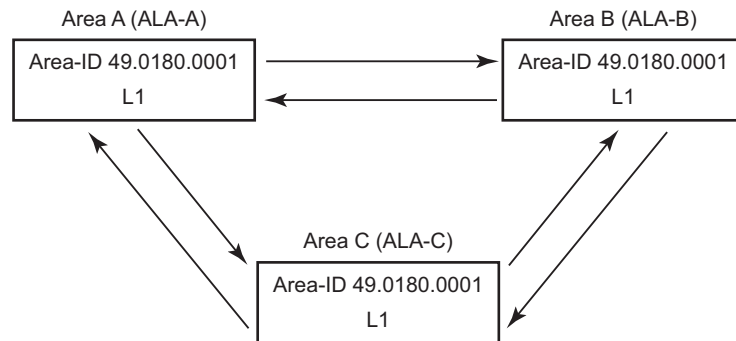 Area A (ALA-A)
Area-ID 49.0180.0001
L1
Area B (ALA-B)
Area-ID 49.0180.0001
L1
Area C (ALA-C)
Area-ID 49.0180.0001
L1